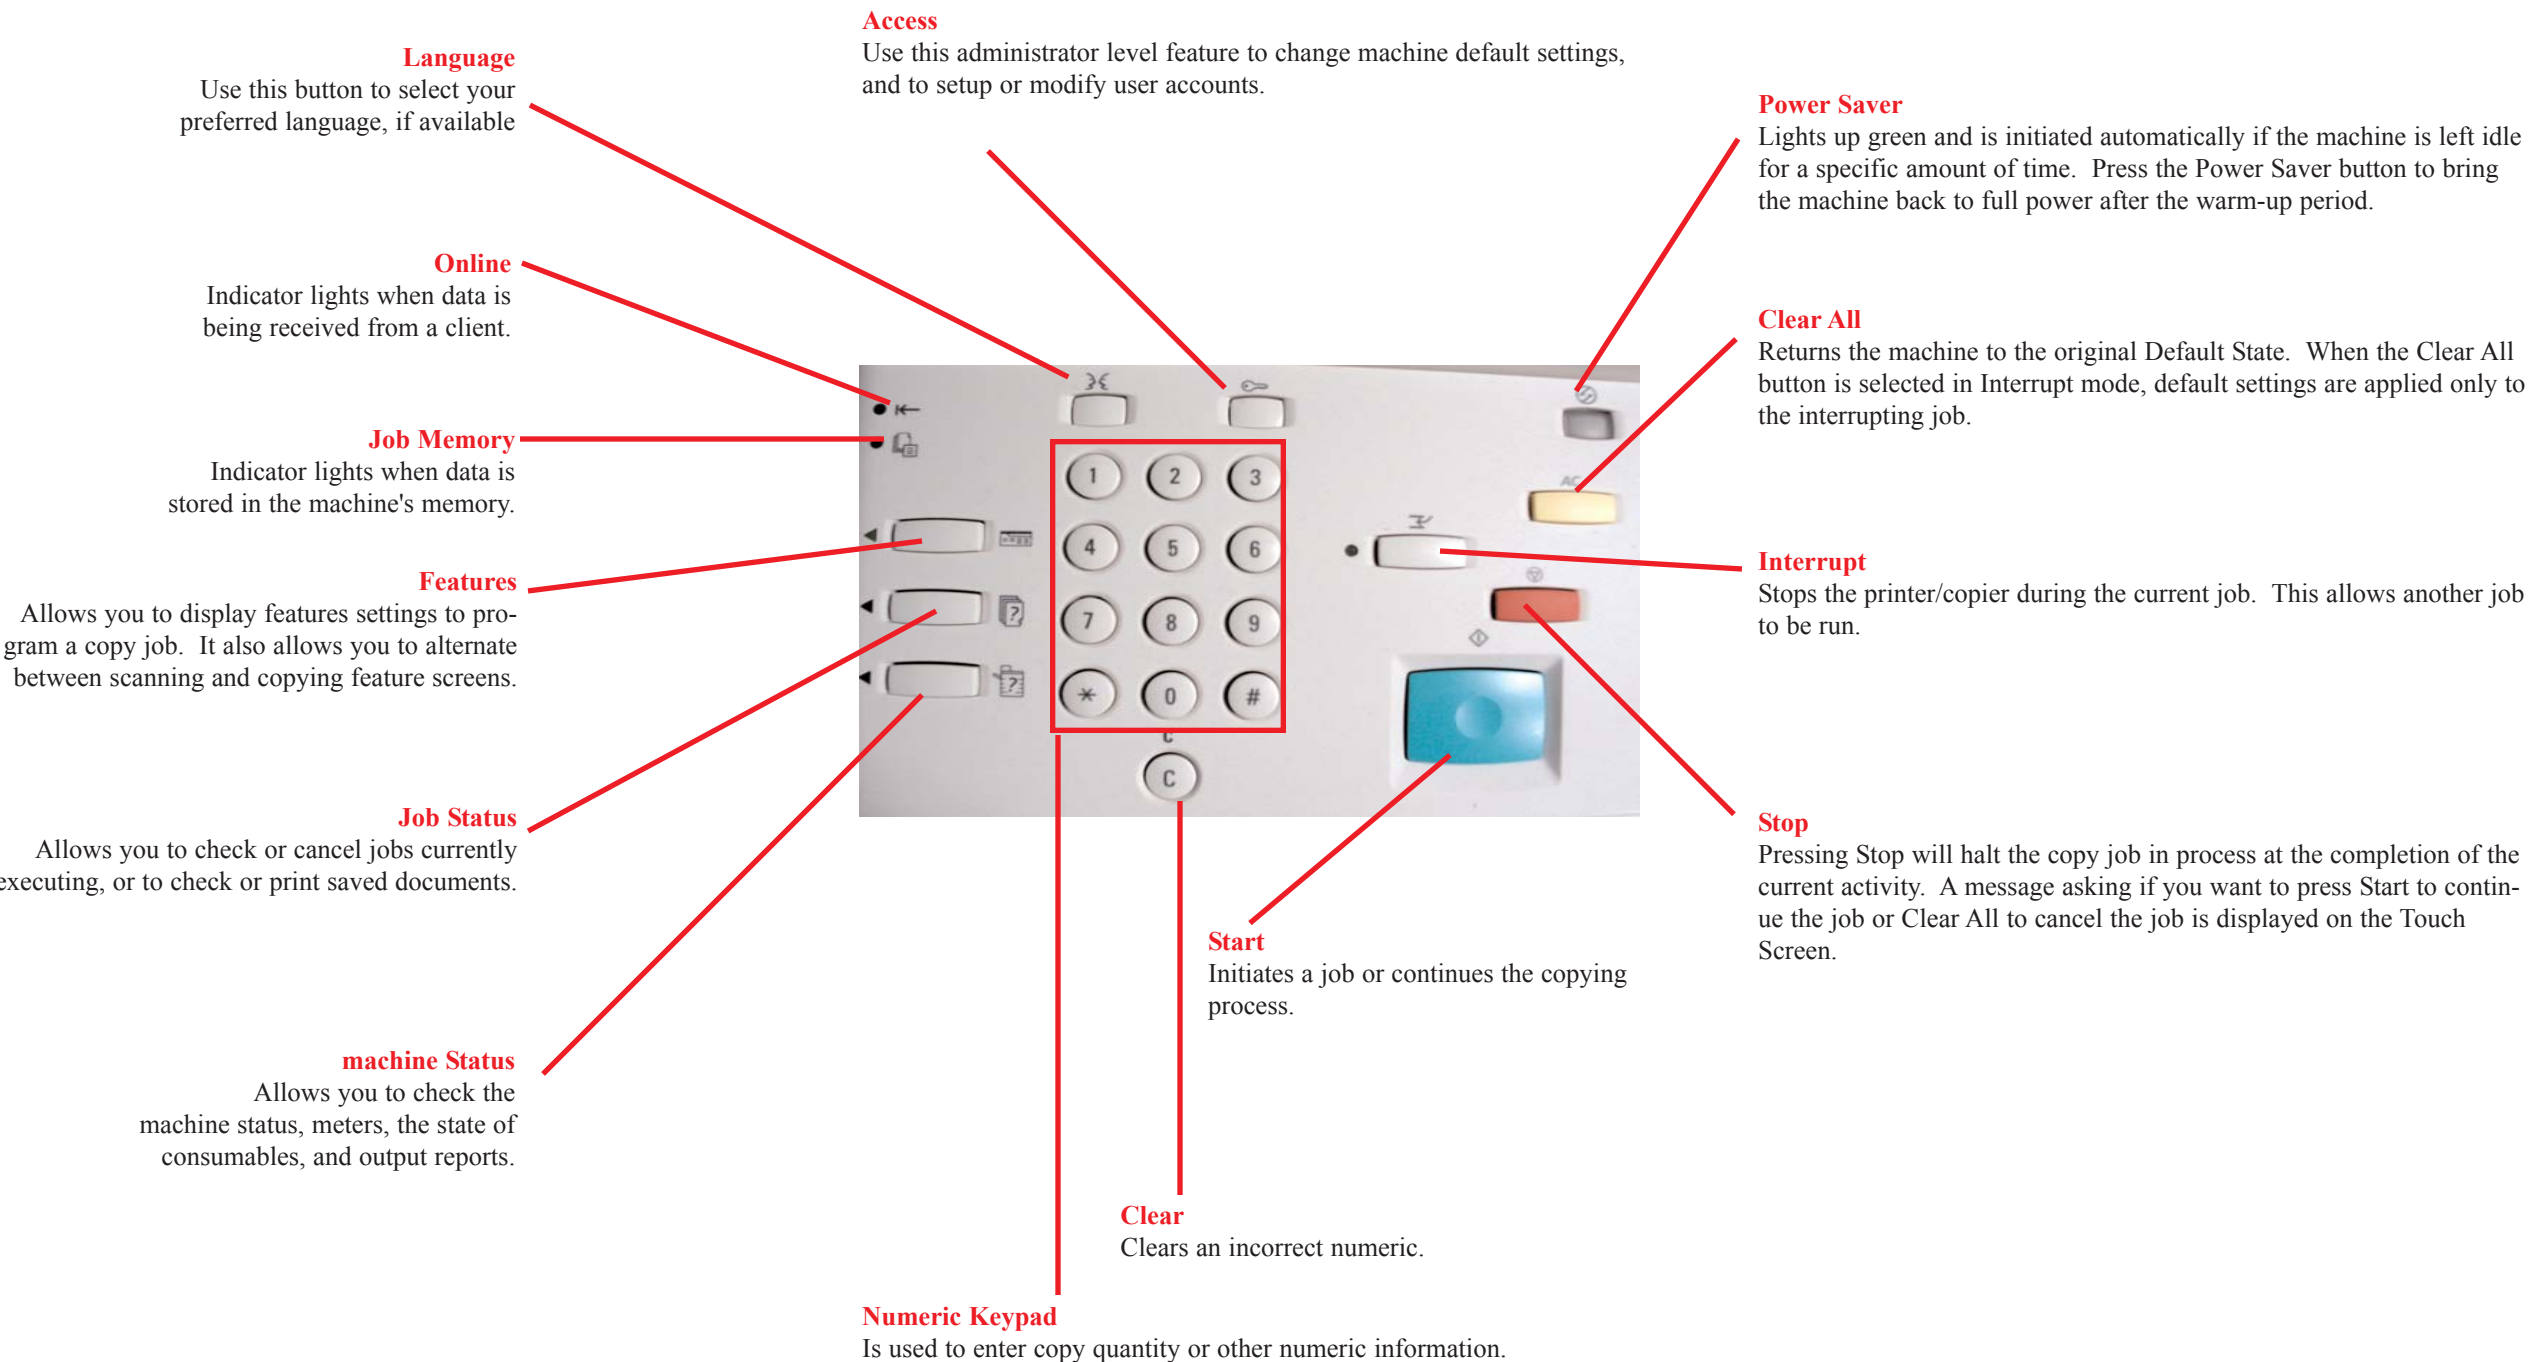 Access
Use this administrator level feature to change machine default settings,
and to setup or modify user accounts.
Language
Use this button to select your
preferred language, if available
Online
Indicator lights when data is
being received from a client.
Job Memory
Indicator lights when data is
stored in the machine's memory.
Features
Allows you to display features settings to pro-
gram a copy job.  It also allows you to alternate
between scanning and copying feature screens.
Job Status
Allows you to check or cancel jobs currently
executing, or to check or print saved documents.
machine Status
Allows you to check the
machine status, meters, the state of
consumables, and output reports.
Power Saver
Lights up green and is initiated automatically if the machine is left idle
for a specific amount of time.  Press the Power Saver button to bring
the machine back to full power after the warm-up period.
Clear All
Returns the machine to the original Default State.  When the Clear All
button is selected in Interrupt mode, default settings are applied only to
the interrupting job.
Interrupt
Stops the printer/copier during the current job.  This allows another job
to be run.
Stop
Pressing Stop will halt the copy job in process at the completion of the
current activity.  A message asking if you want to press Start to contin-
ue the job or Clear All to cancel the job is displayed on the Touch
Screen.
AC
1 2 3
4 5 6
7 8 9
* 0 #
C
C
Start
Initiates a job or continues the copying
process.
Clear
Clears an incorrect numeric.
Numeric Keypad
Is used to enter copy quantity or other numeric information.